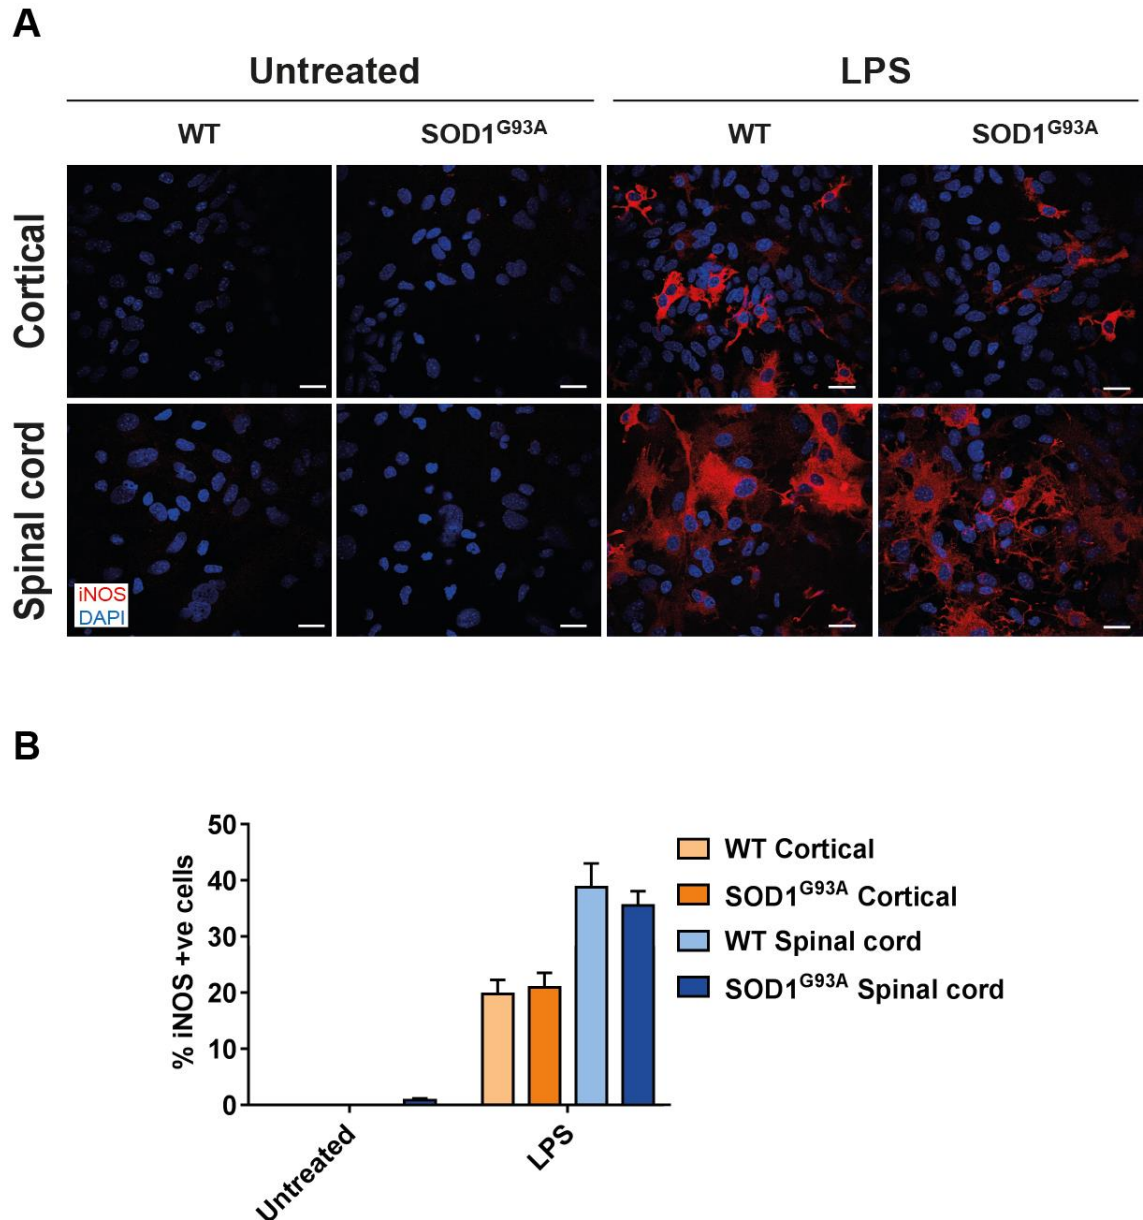 A
Untreated
LPS
WT
SOD1G93A
WT
SOD1G93A
Cortical
Spinal cord
iNOS
DAPI
B
% iNOS +ve cells
50
40
30
20
10
0
Untreated
LPS
WT Cortical
SOD1G93A Cortical
WT Spinal cord
SOD1G93A Spinal cord